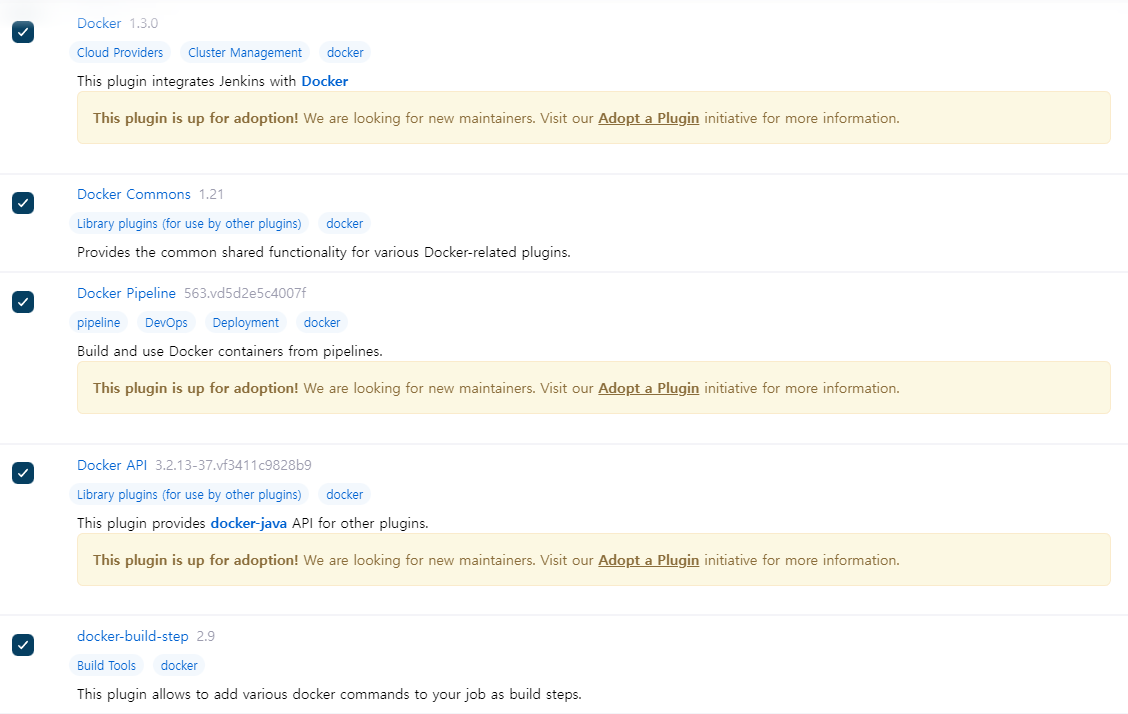 Docker 1.3.0
Cloud Providers Cluster Management docker
This plugin integrates Jenkins with Docker
This plugin is up for adoption! We are looking for new maintainers. Visit our Adopt a Plugin initiative for more information.
Docker Commons 1.21
Library plugins (for use by other plugins) docker
Provides the common shared functionality for various Docker-related plugins.
Docker Pipeline 563.vd5d2e5c4007f
pipeline DevOps Deployment docker
Build and use Docker containers from pipelines.
This plugin is up for adoption! We are looking for new maintainers. Visit our Adopt a Plugin initiative for more information.
Docker API 3.2.13-37.vf3411c9828b9
Library plugins (for use by other plugins) docker
This plugin provides docker-java API for other plugins.
This plugin is up for adoption! We are looking for new maintainers. Visit our Adopt a Plugin initiative for more information.
docker-build-step 2.9
Build Tools docker
This plugin allows to add various docker commands to your job as build steps.